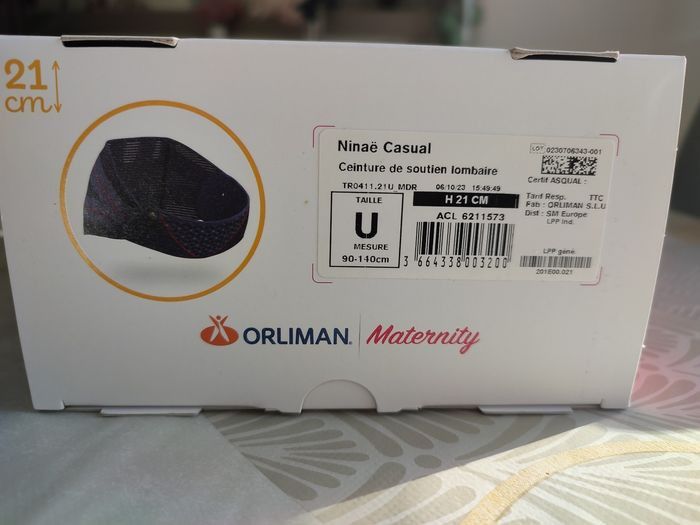 21
cm
Ninaë Casual
Ceinture de soutien lombaire
TR0411.21U_MDR 06/10/23 15:49:49
TAILLE
U
MESURE
90-140cm
H 21 CM
ACL 6211573
3 664338 003200
LOT 0230706343-001
Certif ASQUAL :
Tarif Resp. TTC
Fab : ORLIMAN S.L.U
Dist : SM Europe
LPP Ind.
LPP géné.
201E00.021
ORLIMAN. Maternity